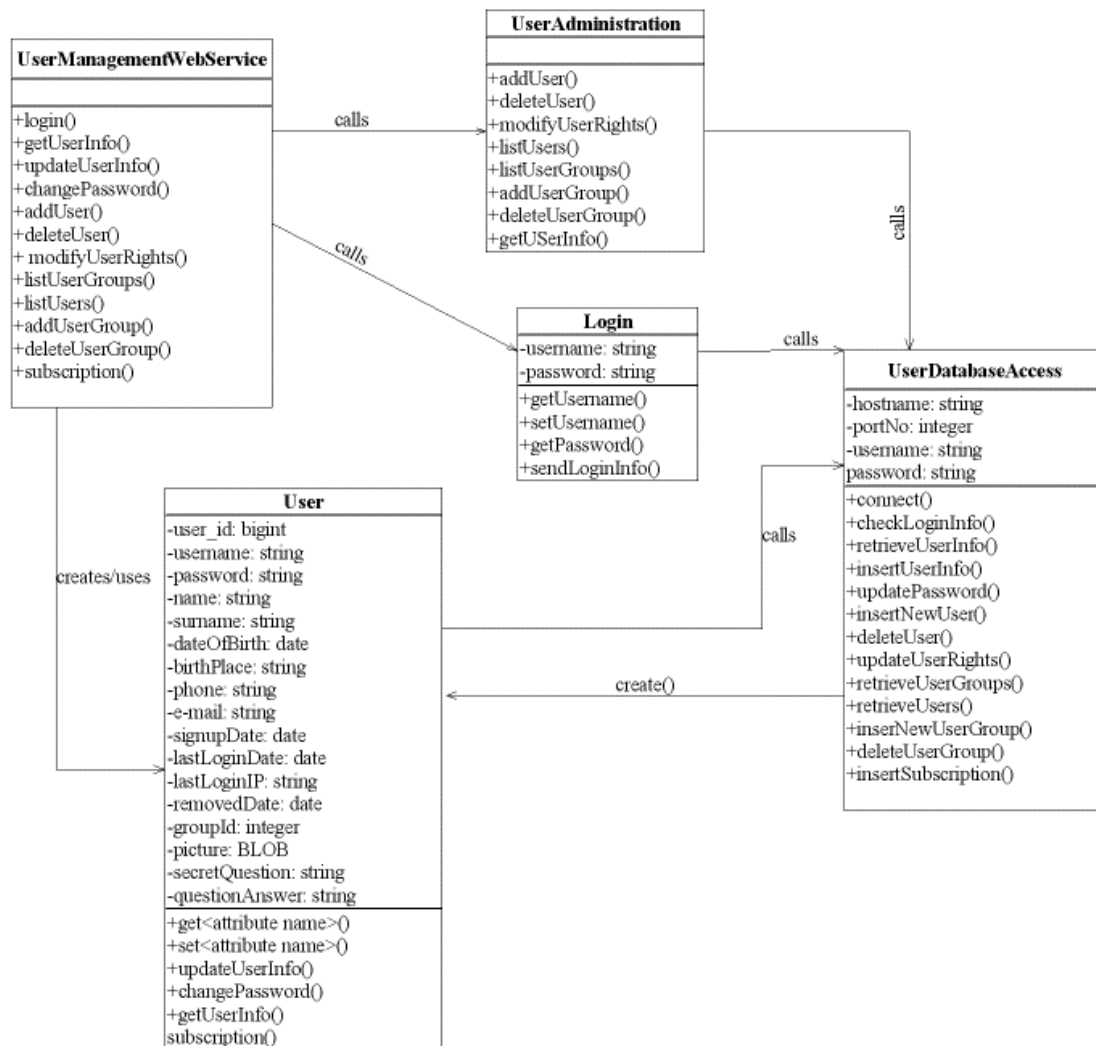 UserManagementWebService
+login()
+getUserInfo()
+updateUserInfo()
+changePassword()
+addUser()
+deleteUser()
+ modifyUserRights()
+listUserGroups()
+listUsers()
+addUserGroup()
+deleteUserGroup()
+subscription()
calls
UserAdministration
+addUser()
+deleteUser()
+modifyUserRights()
+listUsers()
+listUserGroups()
+addUserGroup()
+deleteUserGroup()
+getUSerInfo()
calls
calls
Login
-username: string
-password: string
+getUsername()
+setUsername()
+getPassword()
+sendLoginInfo()
calls
UserDatabaseAccess
-hostname: string
-portNo: integer
-username: string
password: string
+connect()
+checkLoginInfo()
+retrieveUserInfo()
+insertUserInfo()
+updatePassword()
+insertNewUser()
+deleteUser()
+updateUserRights()
+retrieveUserGroups()
+retrieveUsers()
+inserNewUserGroup()
+deleteUserGroup()
+insertSubscription()
creates/uses
User
-user_id: bigint
-username: string
-password: string
-name: string
-surname: string
-dateOfBirth: date
-birthPlace: string
-phone: string
-e-mail: string
-signupDate: date
-lastLoginDate: date
-lastLoginIP: string
-removedDate: date
-groupId: integer
-picture: BLOB
-secretQuestion: string
-questionAnswer: string
+get<attribute name>()
+set<attribute name>()
+updateUserInfo()
+changePassword()
+getUserInfo()
subscription()
calls
create()